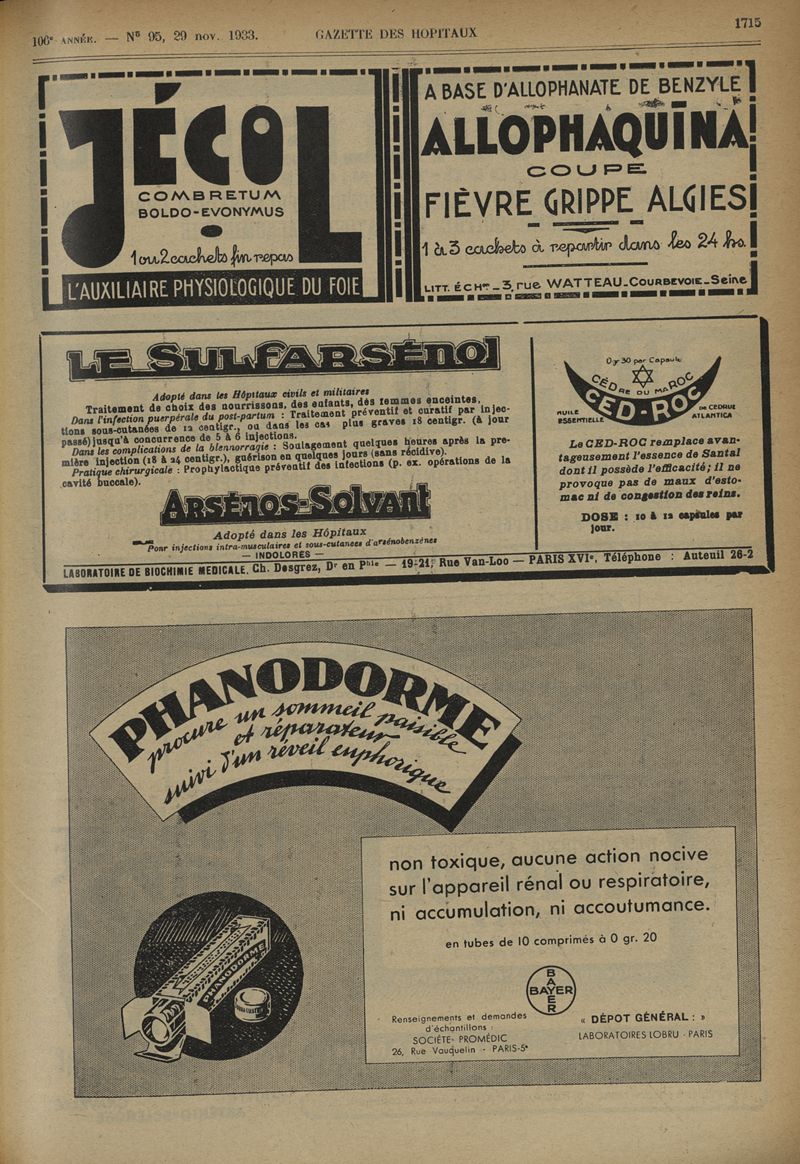 106e ANNÉE. — No 95, 29 nov. 1933. GAZETTE DES HOPITAUX 1715
JÉCOL
COMBRETUM
BOLDO-EVONYMUS
1 ou 2 cachets fin repas
L'AUXILIAIRE PHYSIOLOGIQUE DU FOIE
A BASE D'ALLOPHANATE DE BENZYLE
ALLOPHAQUINA
COUPE
FIÈVRE GRIPPE ALGIES
1 à 3 cachets à repartir dans les 24 hs.
LITT. ÉCHons _ 3, rue WATTEAU _ COURBEVOIE _ Seine
LE SULFARSÉNOL
Adopté dans les Hôpitaux civils et militaires
Traitement de choix des nourrissons, des enfants, des femmes enceintes.
Dans l'infection puerpérale du post-partum : Traitement préventif et curatif par injec-
tions sous-cutanées de 12 centigr., ou dans les cas plus graves 18 centigr. (à jour
passé) jusqu'à concurrence de 5 à 6 injections.
Dans les complications de la blennorragie : Soulagement quelques heures après la pre-
mière injection (18 à 24 centigr.), guérison en quelques jours (sans récidive).
Pratique chirurgicale : Prophylactique préventif des infections (p. ex. opérations de la
cavité buccale).
ARSÉNOS-SOLVANT
Adopté dans les Hôpitaux
Pour injections intra-musculaires et sous-cutanées d'arsénobenzènes
— INDOLORES —
0gr 30 par Capsule
CÈDRE DU MAROC
CED-ROC
HUILE
ESSENTIELLE
DE CEDRUS
ATLANTICA
Le CED-ROC remplace avan-
tageusement l'essence de Santal
dont il possède l'efficacité; il ne
provoque pas de maux d'esto-
mac ni de congestion des reins.
DOSE : 10 à 12 capsules par
jour.
LABORATOIRE DE BIOCHIMIE MEDICALE. Ch. Desgrez, Dr en Phie — 19-21, Rue Van-Loo — PARIS XVIe, Téléphone : Auteuil 26-2
PHANODORME
procure un sommeil paisible
et réparateur
suivi d'un réveil euphorique
PHANODORME
non toxique, aucune action nocive
sur l'appareil rénal ou respiratoire,
ni accumulation, ni accoutumance.
en tubes de 10 comprimés à 0 gr. 20
BAYER
BAYER
Renseignements et demandes
d'échantillons :
SOCIÉTÉ- PROMÉDIC
26, Rue Vauquelin - PARIS-5e
« DÉPOT GÉNÉRAL : »
LABORATOIRES LOBRU - PARIS